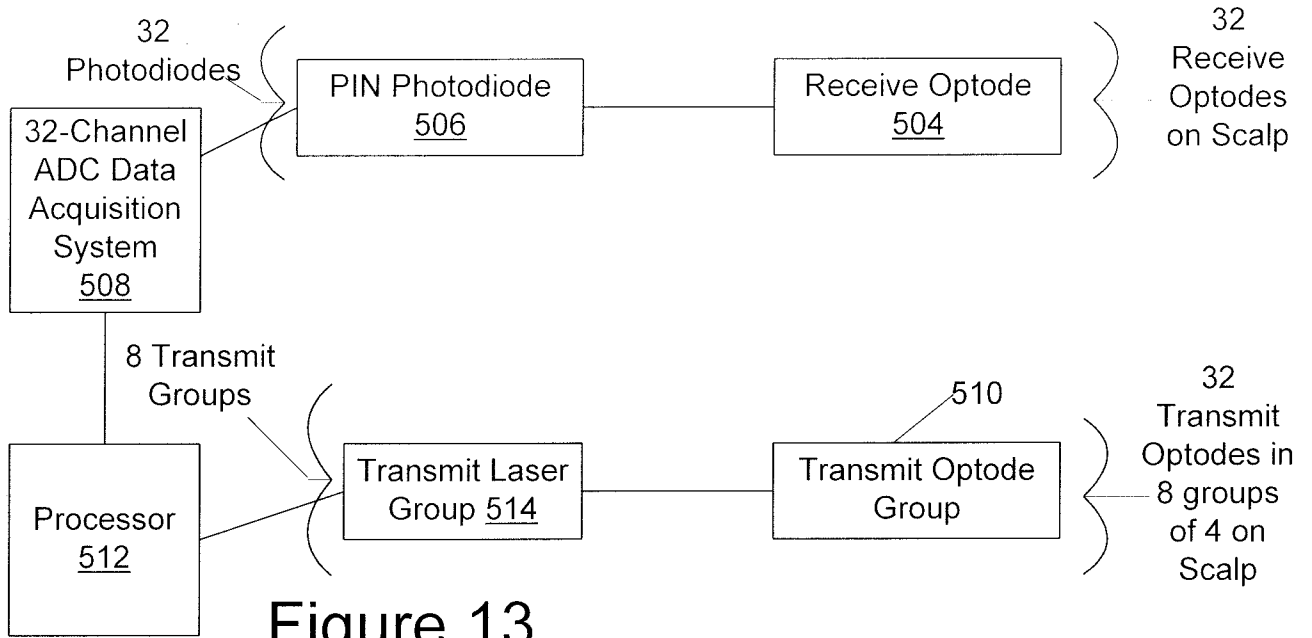 32
Photodiodes
PIN Photodiode
506
Receive Optode
504
32
Receive
Optodes
on Scalp
32-Channel
ADC Data
Acquisition
System
508
8 Transmit
Groups
Transmit Laser
Group 514
510
Transmit Optode
Group
32
Transmit
Optodes in
8 groups
of 4 on
Scalp
Processor
512
Figure 13